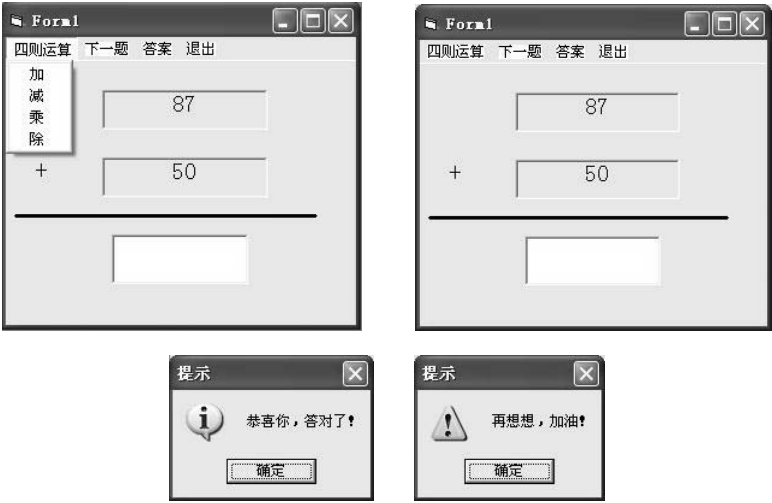 Form1
四则运算 下一题 答案 退出
加
减
乘
除
87
+ 50
Form1
四则运算 下一题 答案 退出
87
+ 50
提示
恭喜你，答对了！
确定
提示
再想想，加油！
确定